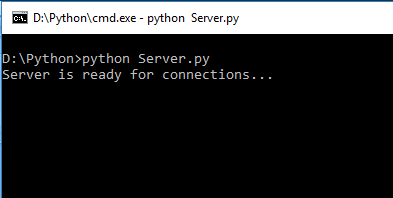 D:\Python\cmd.exe - python  Server.py
D:\Python>python Server.py
Server is ready for connections...